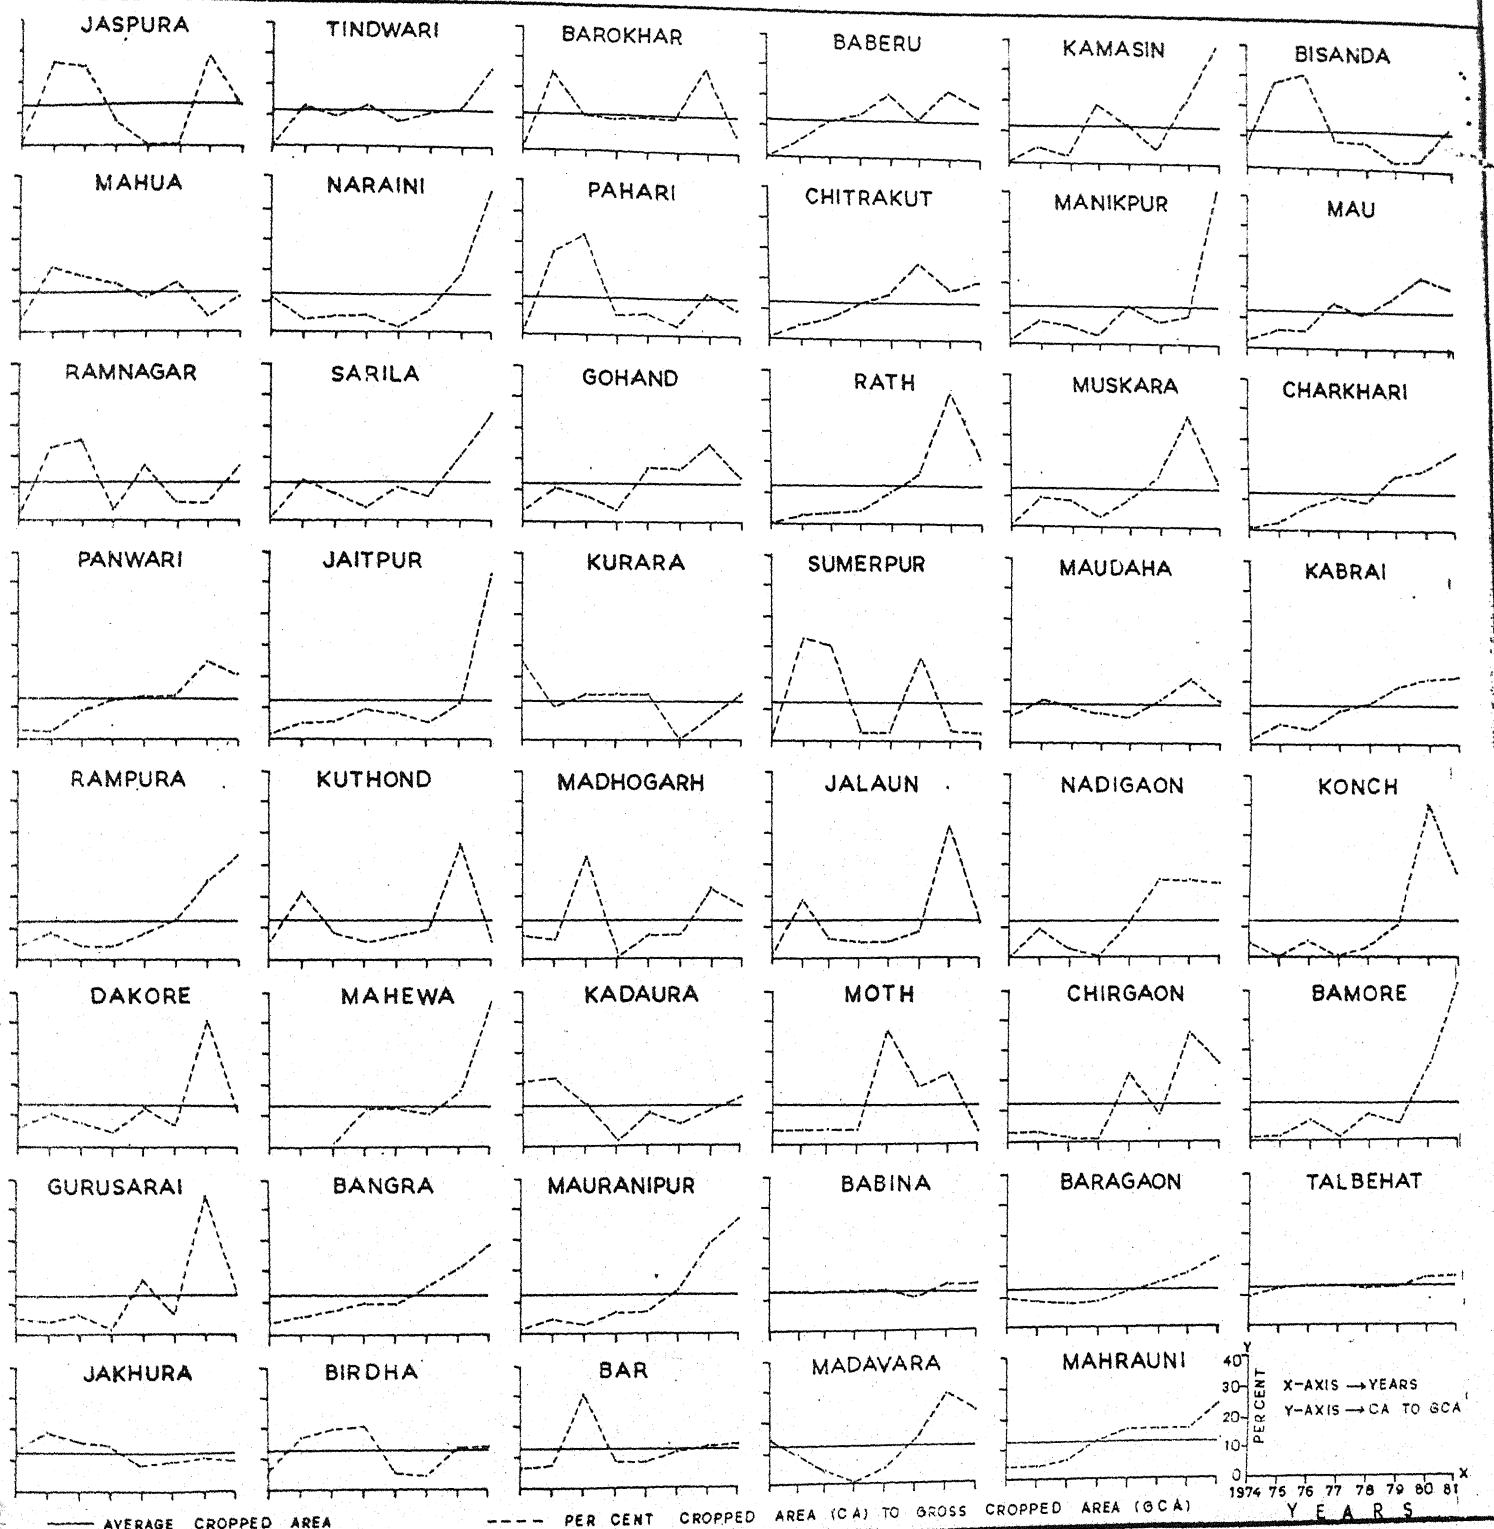 JASPURA TINDWARI BAROKHAR BABERU KAMASIN BISANDA
MAHUA NARAINI PAHARI CHITRAKUT MANIKPUR MAU
RAMNAGAR SARILA GOHAND RATH MUSKARA CHARKHARI
PANWARI JAITPUR KURARA SUMERPUR MAUDAHA KABRAI
RAMPURA KUTHOND MADHOGARH JALAUN NADIGAON KONCH
DAKORE MAHEWA KADAURA MOTH CHIRGAON BAMORE
GURUSARAI BANGRA MAURANIPUR BABINA BARAGAON TALBEHAT
JAKHURA BIRDHA BAR MADAVARA MAHRAUNI
Y
40
30
20
10
0
PERCENT
X-AXIS → YEARS
Y-AXIS → CA TO GCA
X
1974 75 76 77 78 79 80 81
YEARS
AVERAGE CROPPED AREA
PER CENT CROPPED AREA (CA) TO GROSS CROPPED AREA (GCA)